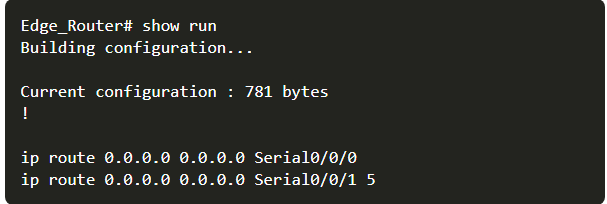 Edge_Router# show run
Building configuration...
Current configuration : 781 bytes
!
ip route 0.0.0.0 0.0.0.0 Serial0/0/0
ip route 0.0.0.0 0.0.0.0 Serial0/0/1 5